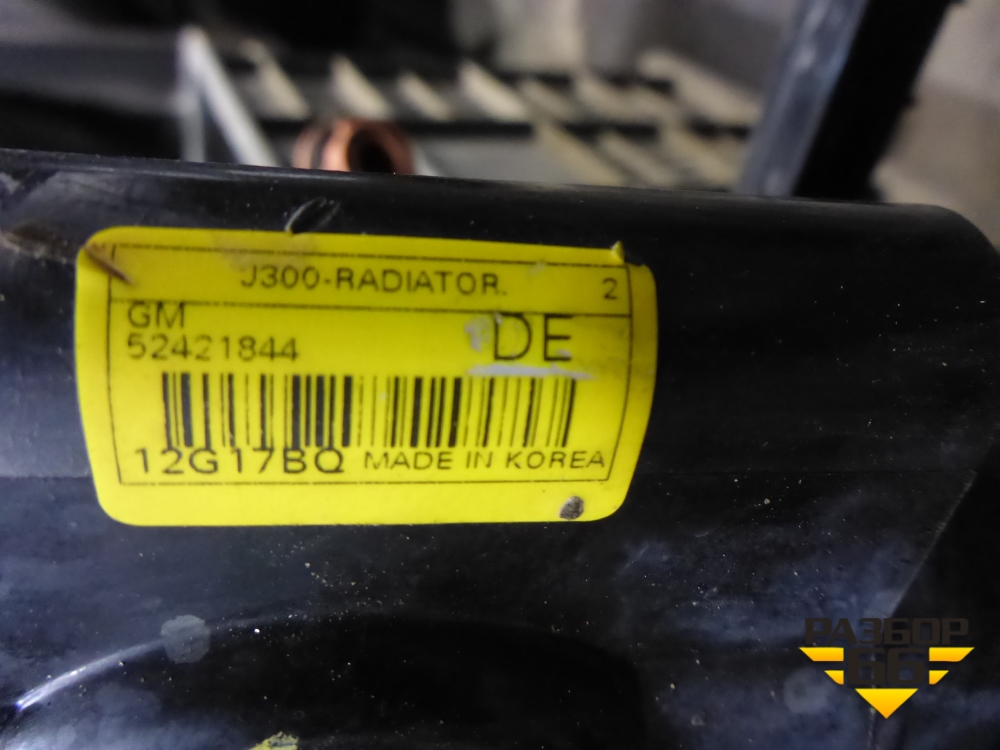 J300-RADIATOR. 2
GM
52421844 DE
12G17BQ MADE IN KOREA
РАЗБОР
66